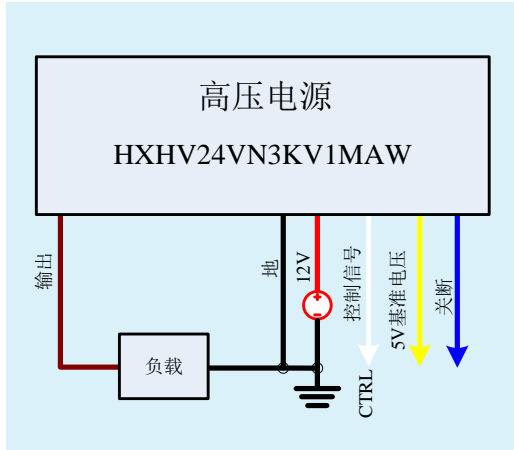 高压电源
HXHV24VN3KV1MAW
输出
地
12V
控制信号
5V基准电压
关断
负载
CTRL